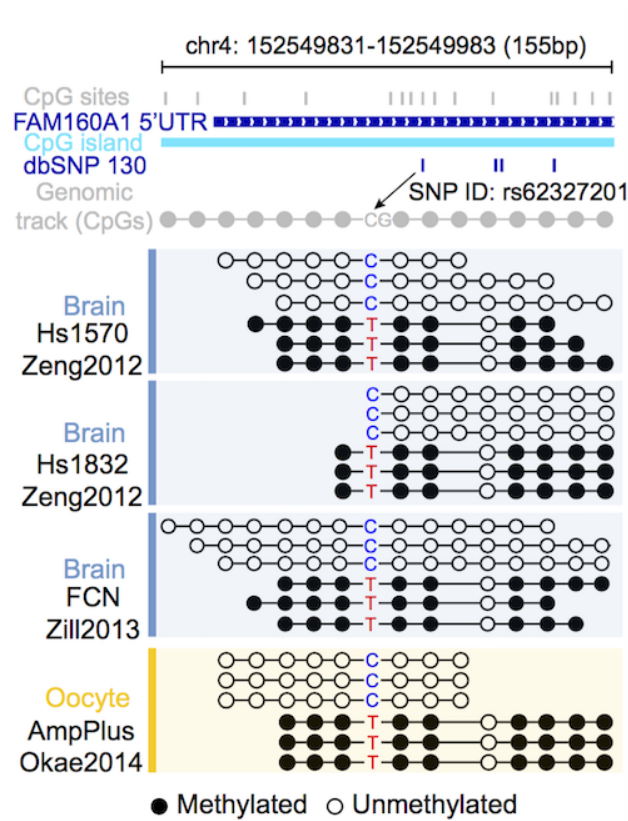 chr4: 152549831-152549983 (155bp)
CpG sites
FAM160A1 5'UTR
CpG island
dbSNP 130
Genomic
SNP ID: rs62327201
track (CpGs)
CG
C
C
Brain
C
Hs1570
T
T
Zeng2012
T
C
C
Brain
C
Hs1832
T
T
Zeng2012
T
C
C
Brain
C
T
FCN
T
Zill2013
T
C
C
Oocyte
C
AmpPlus
T
T
Okae2014
T
Methylated
Unmethylated